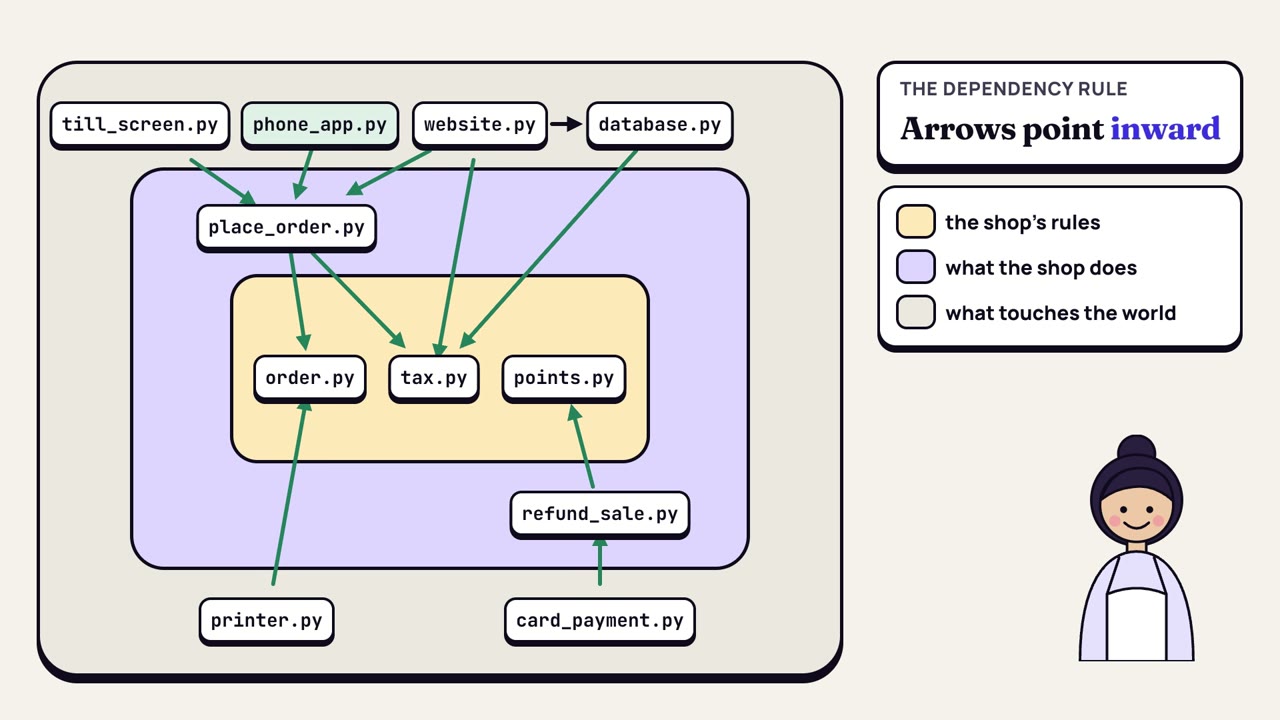 till_screen.py
phone_app.py
website.py
database.py
place_order.py
order.py
tax.py
points.py
refund_sale.py
printer.py
card_payment.py
THE DEPENDENCY RULE
Arrows point inward
the shop's rules
what the shop does
what touches the world